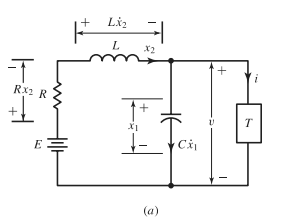 + Lẋ₂ −
L x₂
− Rx₂ + R
+ x₁ −
Cẋ₁
+ v −
i
T
E
(a)